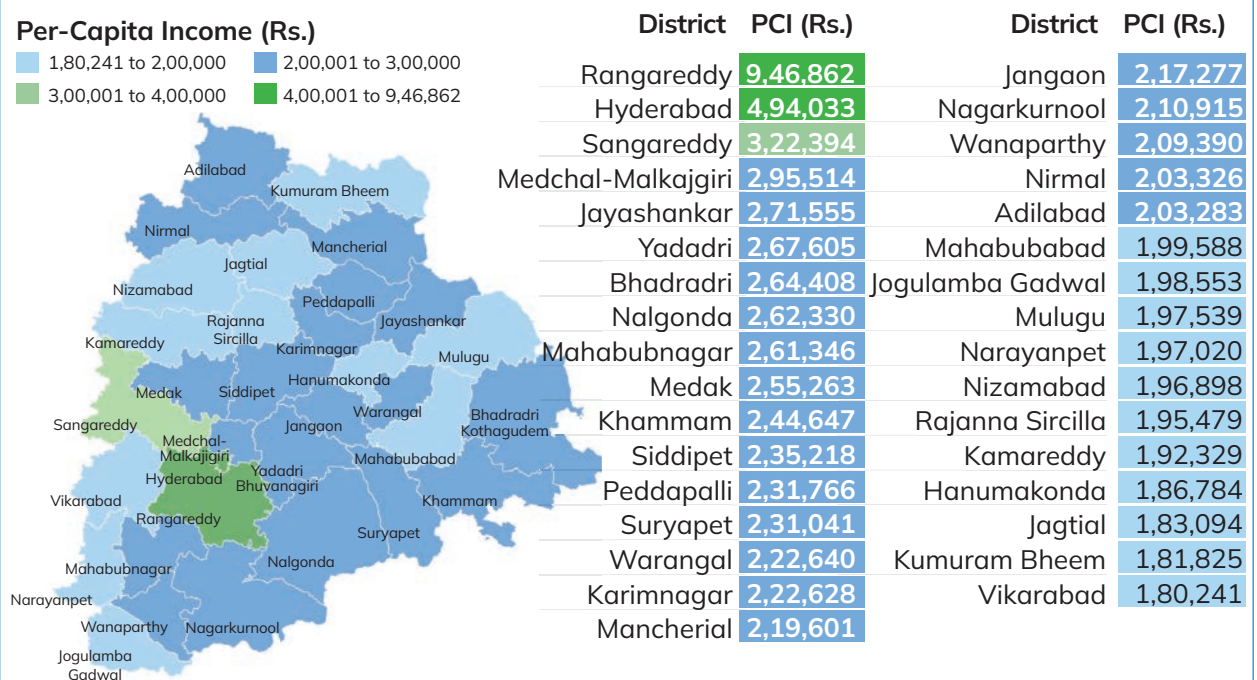 Per-Capita Income (Rs.)
1,80,241 to 2,00,000
2,00,001 to 3,00,000
3,00,001 to 4,00,000
4,00,001 to 9,46,862
Adilabad
Kumuram Bheem
Nirmal
Mancherial
Jagtial
Nizamabad
Peddapalli
Rajanna
Sircilla
Jayashankar
Kamareddy
Karimnagar
Mulugu
Hanumakonda
Medak
Siddipet
Warangal
Bhadradri
Kothagudem
Sangareddy
Jangaon
Medchal-
Malkajigiri
Mahabubabad
Yadadri
Bhuvanagiri
Hyderabad
Vikarabad
Khammam
Rangareddy
Suryapet
Nalgonda
Mahabubnagar
Narayanpet
Wanaparthy
Nagarkurnool
Jogulamba
Gadwal
District PCI (Rs.)
Rangareddy 9,46,862
Hyderabad 4,94,033
Sangareddy 3,22,394
Medchal-Malkajgiri 2,95,514
Jayashankar 2,71,555
Yadadri 2,67,605
Bhadradri 2,64,408
Nalgonda 2,62,330
Mahabubnagar 2,61,346
Medak 2,55,263
Khammam 2,44,647
Siddipet 2,35,218
Peddapalli 2,31,766
Suryapet 2,31,041
Warangal 2,22,640
Karimnagar 2,22,628
Mancherial 2,19,601
District PCI (Rs.)
Jangaon 2,17,277
Nagarkurnool 2,10,915
Wanaparthy 2,09,390
Nirmal 2,03,326
Adilabad 2,03,283
Mahabubabad 1,99,588
Jogulamba Gadwal 1,98,553
Mulugu 1,97,539
Narayanpet 1,97,020
Nizamabad 1,96,898
Rajanna Sircilla 1,95,479
Kamareddy 1,92,329
Hanumakonda 1,86,784
Jagtial 1,83,094
Kumuram Bheem 1,81,825
Vikarabad 1,80,241